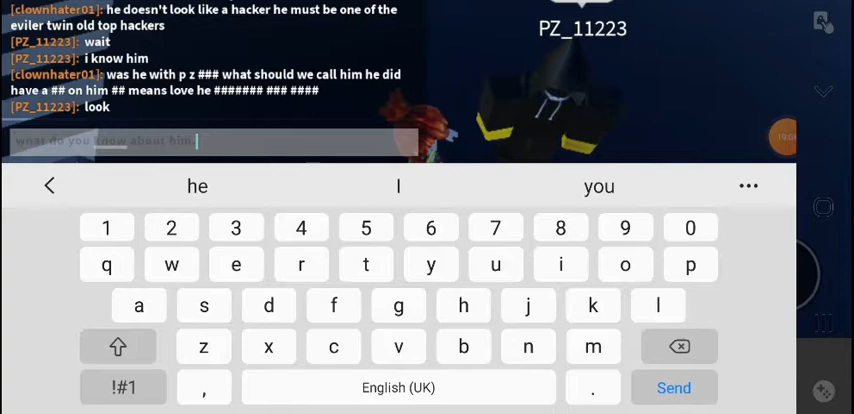 [clownhater01]: he doesn't look like a hacker he must be one of the
eviler twin old top hackers
[PZ_11223]: wait
[PZ_11223]: i know him
[clownhater01]: was he with p z ### what should we call him he did
have a ## on him ## means love he ####### ### ####
[PZ_11223]: look
what do you know about him.
PZ_11223
he I you
1 2 3 4 5 6 7 8 9 0
q w e r t y u i o p
a s d f g h j k l
z x c v b n m
!#1 , English (UK) . Send